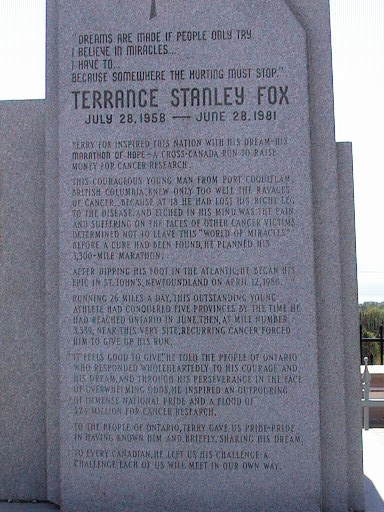 "DREAMS ARE MADE IF PEOPLE ONLY TRY.
I BELIEVE IN MIRACLES...
I HAVE TO...
BECAUSE SOMEWHERE THE HURTING MUST STOP."
TERRANCE STANLEY FOX
JULY 28, 1958 — JUNE 28, 1981
TERRY FOX INSPIRED THIS NATION WITH HIS DREAM-HIS
MARATHON OF HOPE - A CROSS-CANADA RUN TO RAISE
MONEY FOR CANCER RESEARCH.
THIS COURAGEOUS YOUNG MAN FROM PORT COQUITLAM,
BRITISH COLUMBIA, KNEW ONLY TOO WELL THE RAVAGES
OF CANCER, BECAUSE AT 18 HE HAD LOST HIS RIGHT LEG
TO THE DISEASE, AND ETCHED IN HIS MIND WAS THE PAIN
AND SUFFERING ON THE FACES OF OTHER CANCER VICTIMS.
DETERMINED NOT TO LEAVE THIS "WORLD OF MIRACLES"
BEFORE A CURE HAD BEEN FOUND, HE PLANNED HIS
5,300-MILE MARATHON.
AFTER DIPPING HIS FOOT IN THE ATLANTIC, HE BEGAN HIS
EPIC IN ST. JOHN'S, NEWFOUNDLAND ON APRIL 12, 1980.
RUNNING 26 MILES A DAY, THIS OUTSTANDING YOUNG
ATHLETE HAD CONQUERED FIVE PROVINCES BY THE TIME HE
HAD REACHED ONTARIO IN JUNE. THEN, AT MILE NUMBER
3,339, NEAR THIS VERY SITE, RECURRING CANCER FORCED
HIM TO GIVE UP HIS RUN.
"IT FEELS GOOD TO GIVE," HE TOLD THE PEOPLE OF ONTARIO
WHO RESPONDED WHOLEHEARTEDLY TO HIS COURAGE AND
HIS DREAM, AND THROUGH HIS PERSEVERANCE IN THE FACE
OF OVERWHELMING ODDS, HE INSPIRED AN OUTPOURING
OF IMMENSE NATIONAL PRIDE AND A FLOOD OF
MILLION FOR CANCER RESEARCH.
TO THE PEOPLE OF ONTARIO, TERRY GAVE US PRIDE-PRIDE
IN HAVING KNOWN HIM AND, BRIEFLY, SHARING HIS DREAM.
TO EVERY CANADIAN, HE LEFT US HIS CHALLENGE - A
CHALLENGE EACH OF US WILL MEET IN OUR OWN WAY.